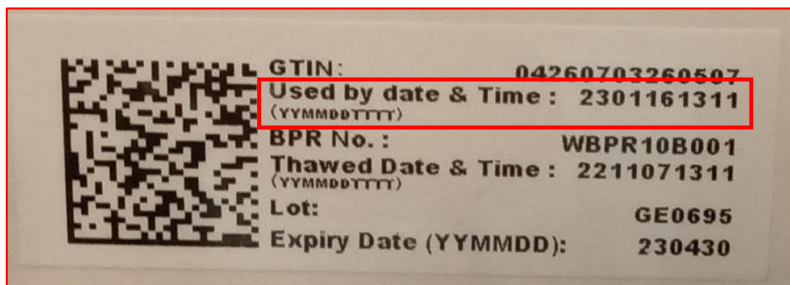 GTIN: 04260703260507
Used by date & Time : 2301161311
(YYMMDDTTTT)
BPR No. : WBPR10B001
Thawed Date & Time : 2211071311
(YYMMDDTTTT)
Lot: GE0695
Expiry Date (YYMMDD): 230430